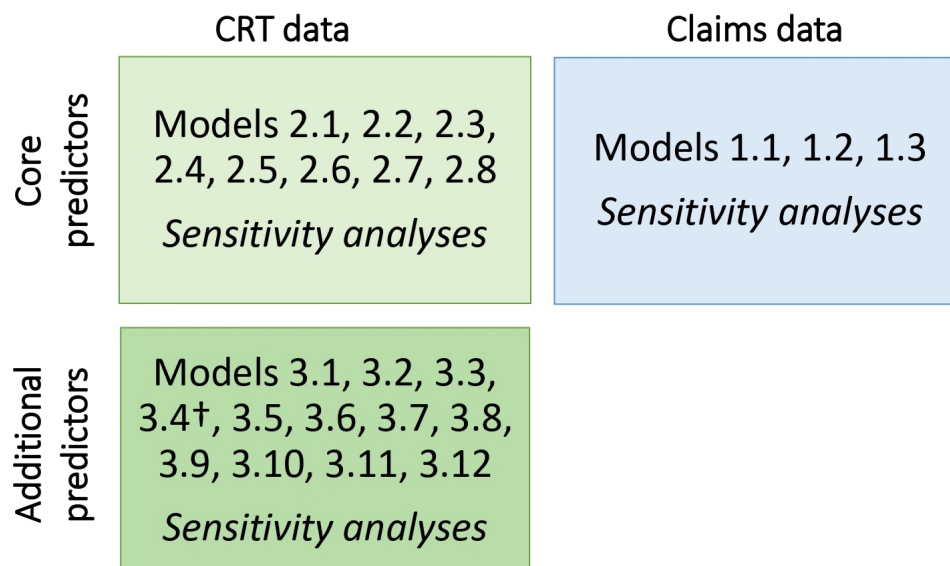 CRT data
Claims data
Core
predictors
Models 2.1, 2.2, 2.3,
2.4, 2.5, 2.6, 2.7, 2.8
Sensitivity analyses
Models 1.1, 1.2, 1.3
Sensitivity analyses
Additional
predictors
Models 3.1, 3.2, 3.3,
3.4†, 3.5, 3.6, 3.7, 3.8,
3.9, 3.10, 3.11, 3.12
Sensitivity analyses